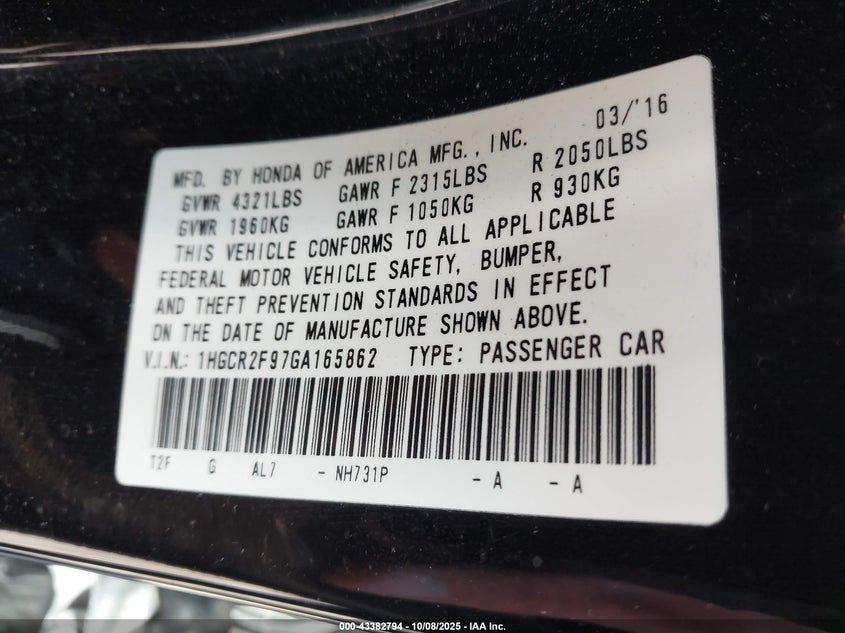 MFD. BY HONDA OF AMERICA MFG., INC. 03/'16
GVWR 4321LBS GAWR F 2315LBS R 2050LBS
GVWR 1960KG GAWR F 1050KG R 930KG
THIS VEHICLE CONFORMS TO ALL APPLICABLE
FEDERAL MOTOR VEHICLE SAFETY, BUMPER,
AND THEFT PREVENTION STANDARDS IN EFFECT
ON THE DATE OF MANUFACTURE SHOWN ABOVE.
V.I.N.: 1HGCR2F97GA165862 TYPE: PASSENGER CAR
T2F G AL7 - NH731P - A - A
000-43382794 - 10/08/2025 - IAA Inc.